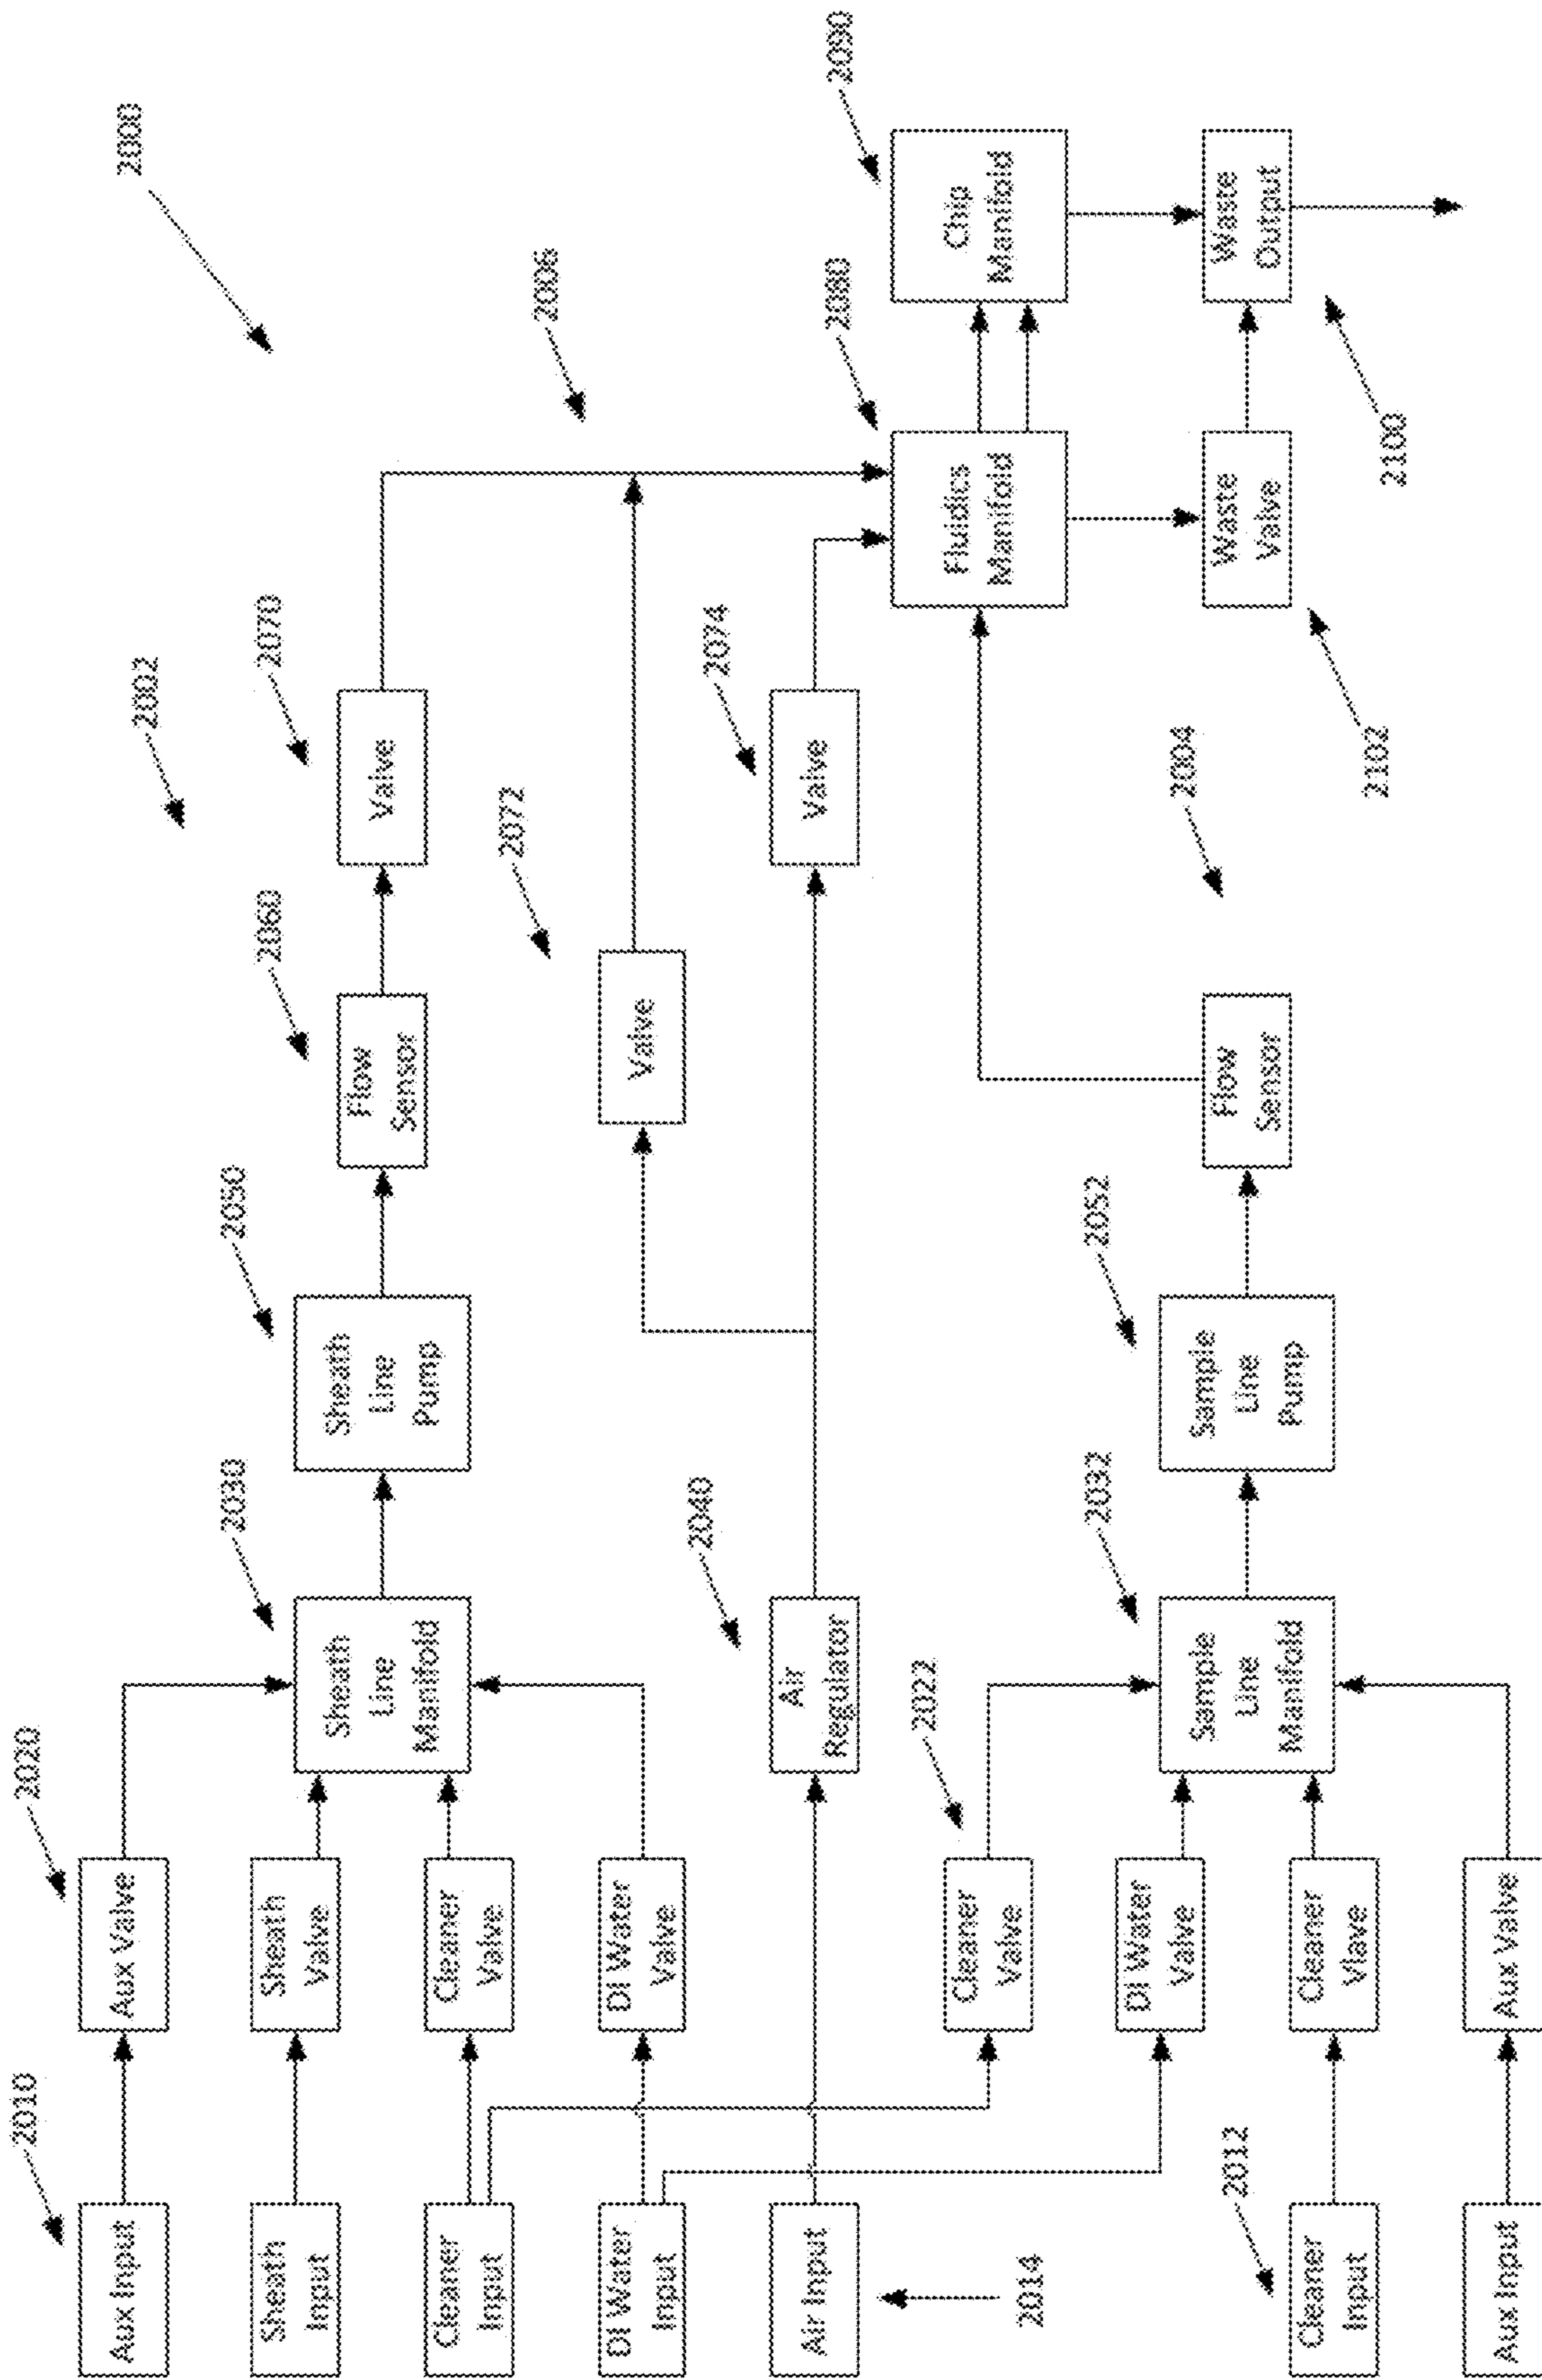 2010
2020
Aux Input
Aux Valve
2002
2000
2030
2050
2060
2070
Sheath
Input
Sheath
Valve
Sheath
Line
Manifold
Sheath
Line
Pump
Flow
Sensor
Valve
Cleaner
Input
Cleaner
Valve
2072
2006
DI Water
Input
DI Water
Valve
Valve
2040
2074
Air Input
Air
Regulator
Valve
2080
2090
2022
Cleaner
Valve
Fluidics
Manifold
Chip
Manifold
2014
2032
2052
DI Water
Valve
2004
Sample
Line
Manifold
Sample
Line
Pump
Flow
Sensor
Waste
Valve
Waste
Output
2012
Cleaner
Input
Cleaner
Vlave
2102
2100
Aux Input
Aux Valve